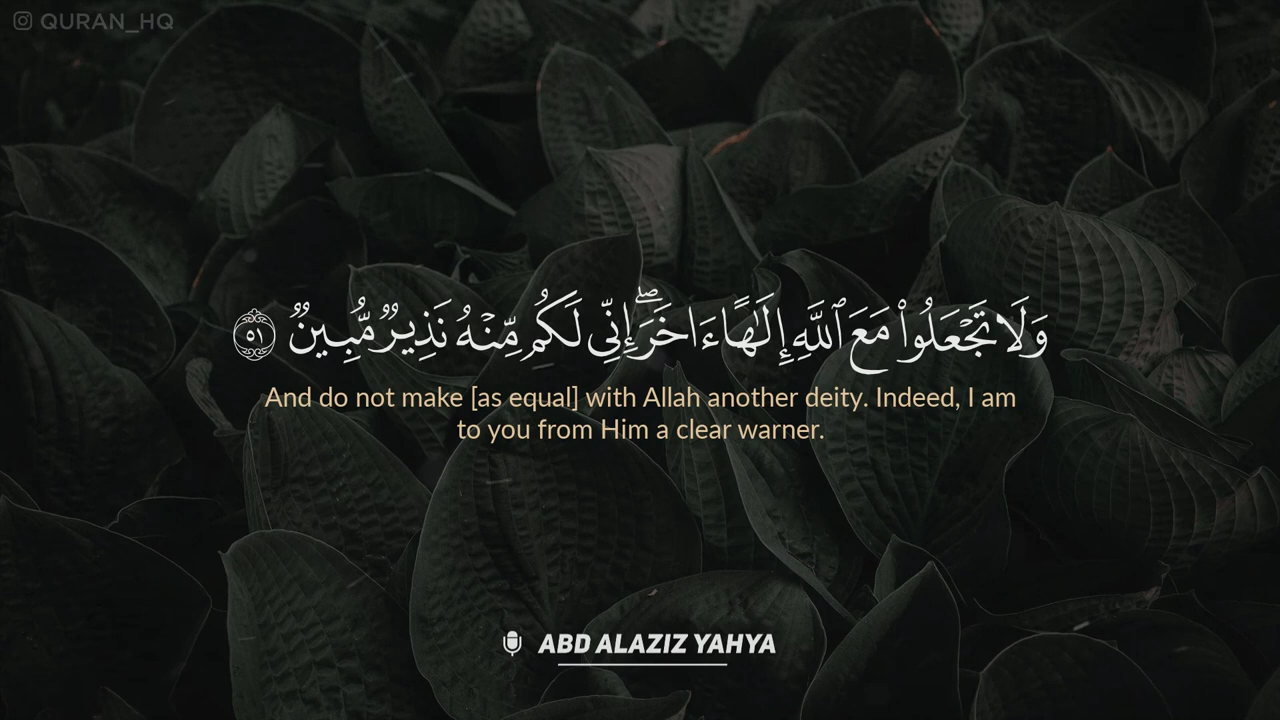 QURAN_HQ
وَلَا تَجْعَلُوا۟ مَعَ ٱللَّهِ إِلَـٰهًا ءَاخَرَ ۖ إِنِّى لَكُم مِّنْهُ نَذِيرٌ مُّبِينٌ ٥١
And do not make [as equal] with Allah another deity. Indeed, I am
to you from Him a clear warner.
ABD ALAZIZ YAHYA